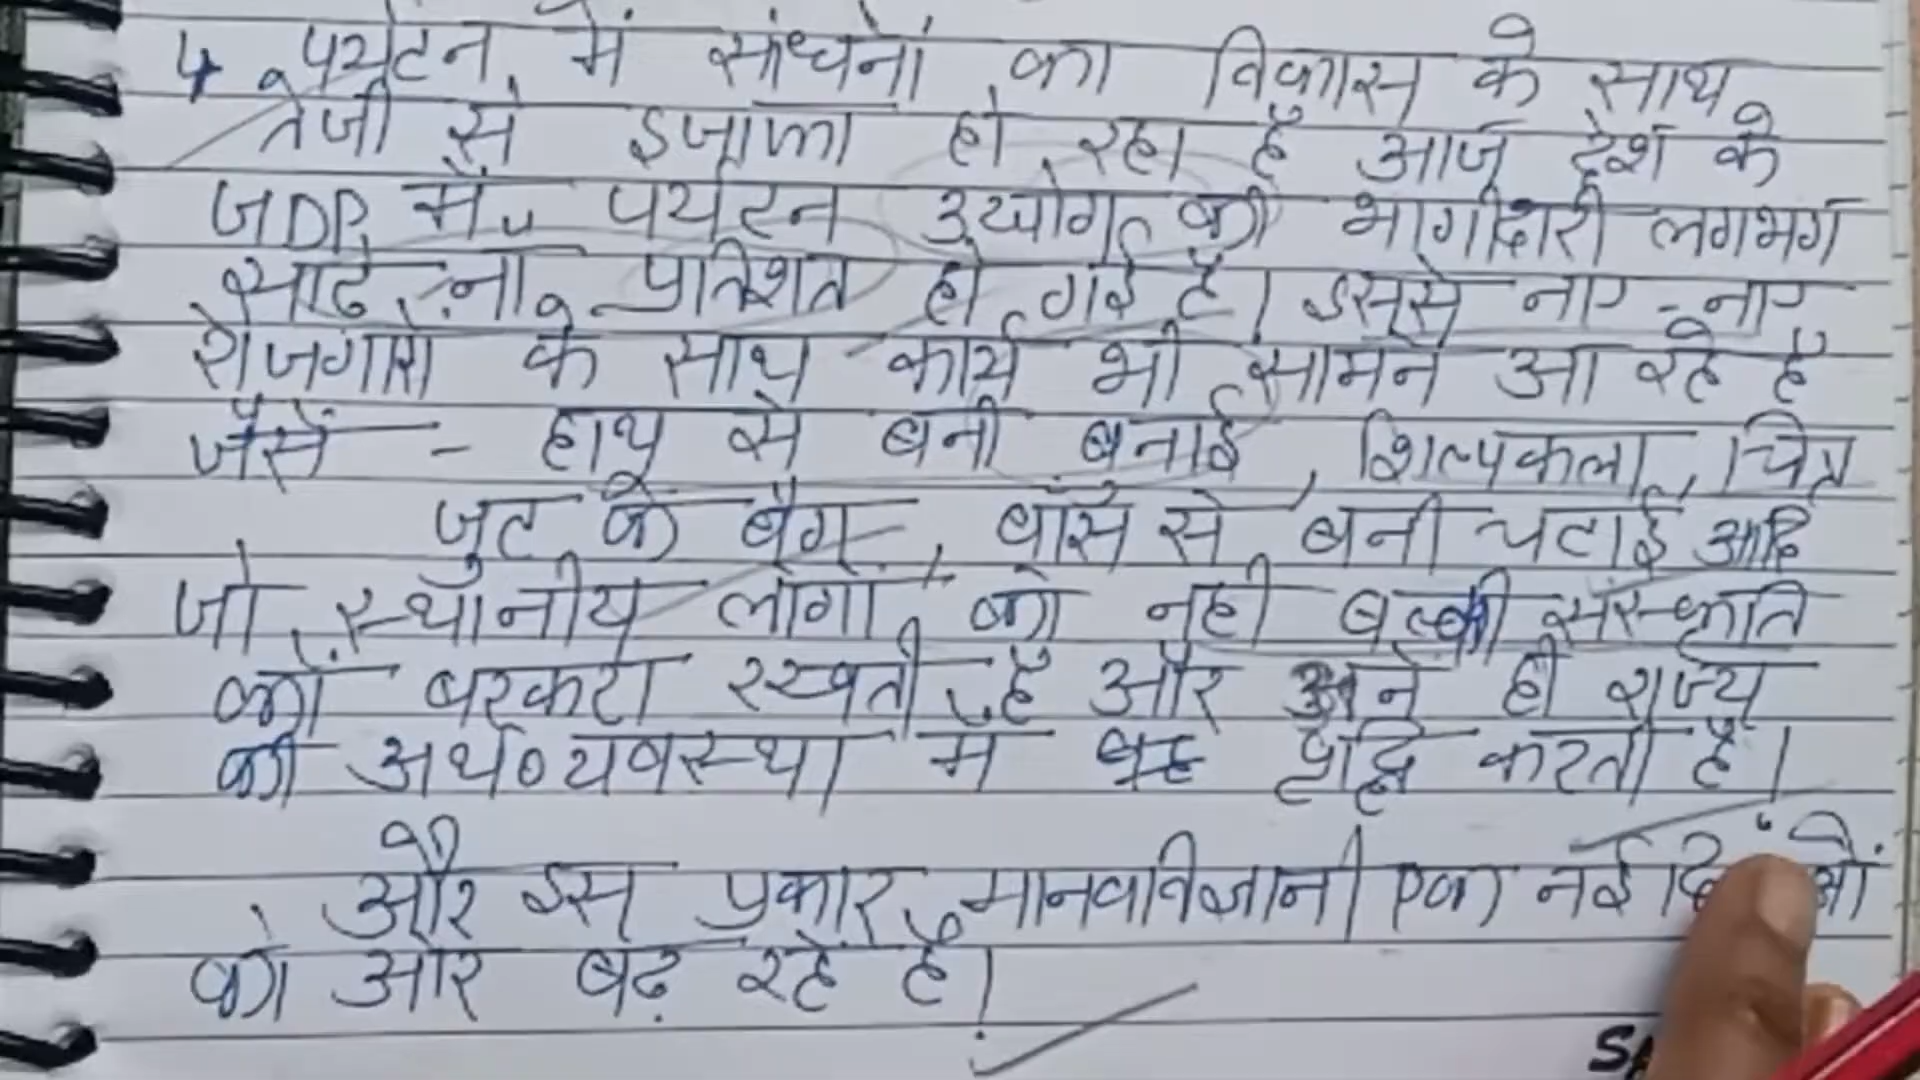 4. पर्यटन में सांधनों का विकास के साथ
तेजी से इजाफा हो रहा है आज देश के
GDP में पर्यटन उद्योग की भागीदारी लगभग
साढे नौ प्रतिशत हो गई है। इससे नए-नए
रोजगारो के साथ कार्य भी सामने आ रहे है
जैसें - हाथ से बनी बुनाई, शिल्पकला, चित्र
जुट के बैग, बाँस से बनी चटाई आदि
जो स्थानीय लोगों को नही बल्की संस्कृति
कों बरकरा रखती है और अने ही राज्य
की अर्थव्यवस्था में वृद्धि करती है।
और इस प्रकार मानवविज्ञानी एक नई
की ओर बढ़ रहे है।